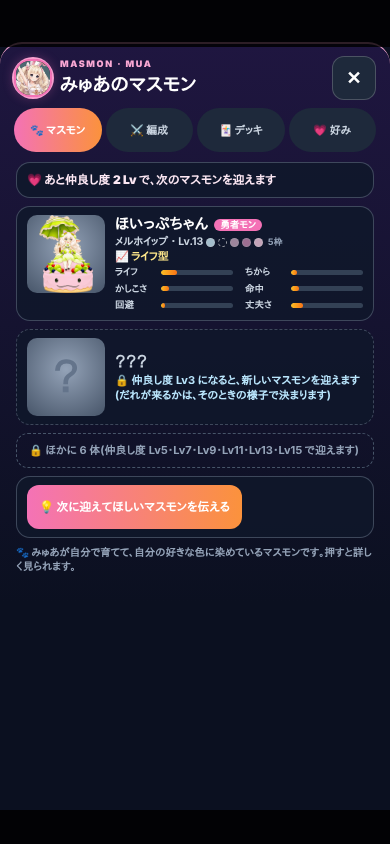 MASMON · MUA
みゅあのマスモン
✕
🐾 マスモン
⚔️ 編成
🃏 デッキ
💗 好み
💗 あと仲良し度 2 Lv で、次のマスモンを迎えます
ほいっぷちゃん 勇者モン
メルホイップ · Lv.13 5枠
📈 ライフ型
ライフ ちから
かしこさ 命中
回避 丈夫さ
?
???
🔒 仲良し度 Lv3 になると、新しいマスモンを迎えます
(だれが来るかは、そのときの様子で決まります)
🔒 ほかに 6 体(仲良し度 Lv5·Lv7·Lv9·Lv11·Lv13·Lv15 で迎えます)
💡 次に迎えてほしいマスモンを伝える
🐾 みゅあが自分で育てて、自分の好きな色に染めているマスモンです。押すと詳し
く見られます。